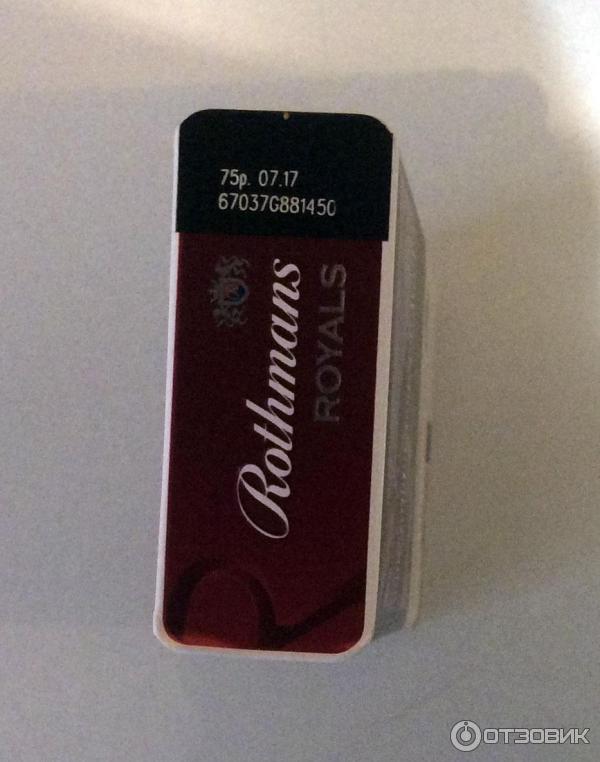 75р. 07.17
67037G881450
Rothmans
ROYALS
ОТЗОВИК